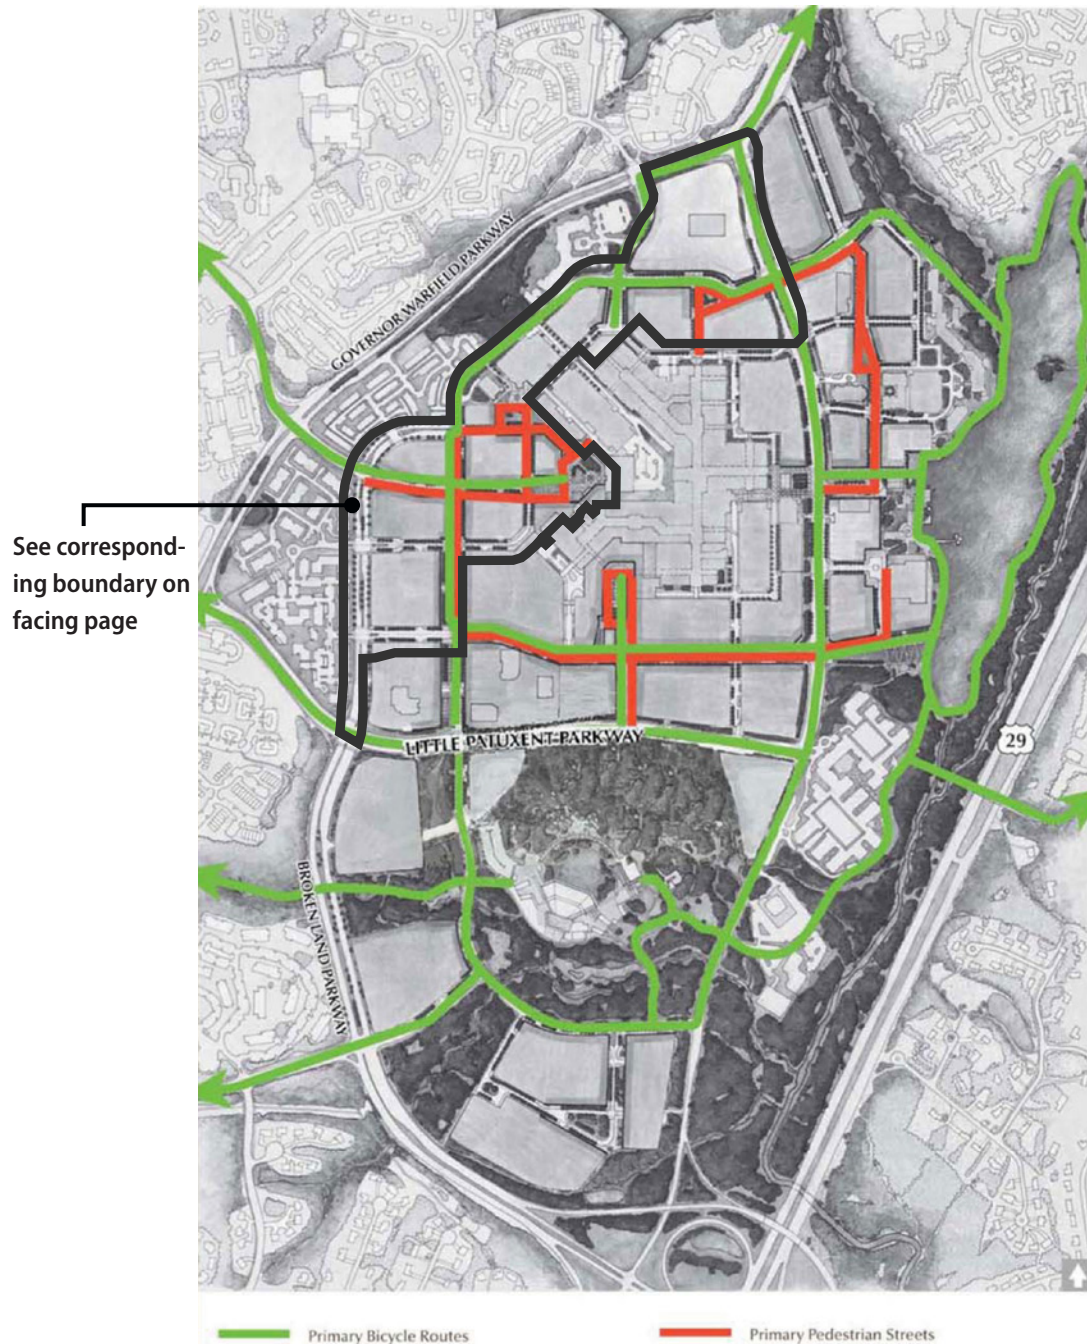 GOVERNOR WARFIELD PARKWAY
See correspond-
ing boundary on
facing page
LITTLE PATUXENT PARKWAY
29
BROKEN LAND PARKWAY
Primary Bicycle Routes
Primary Pedestrian Streets